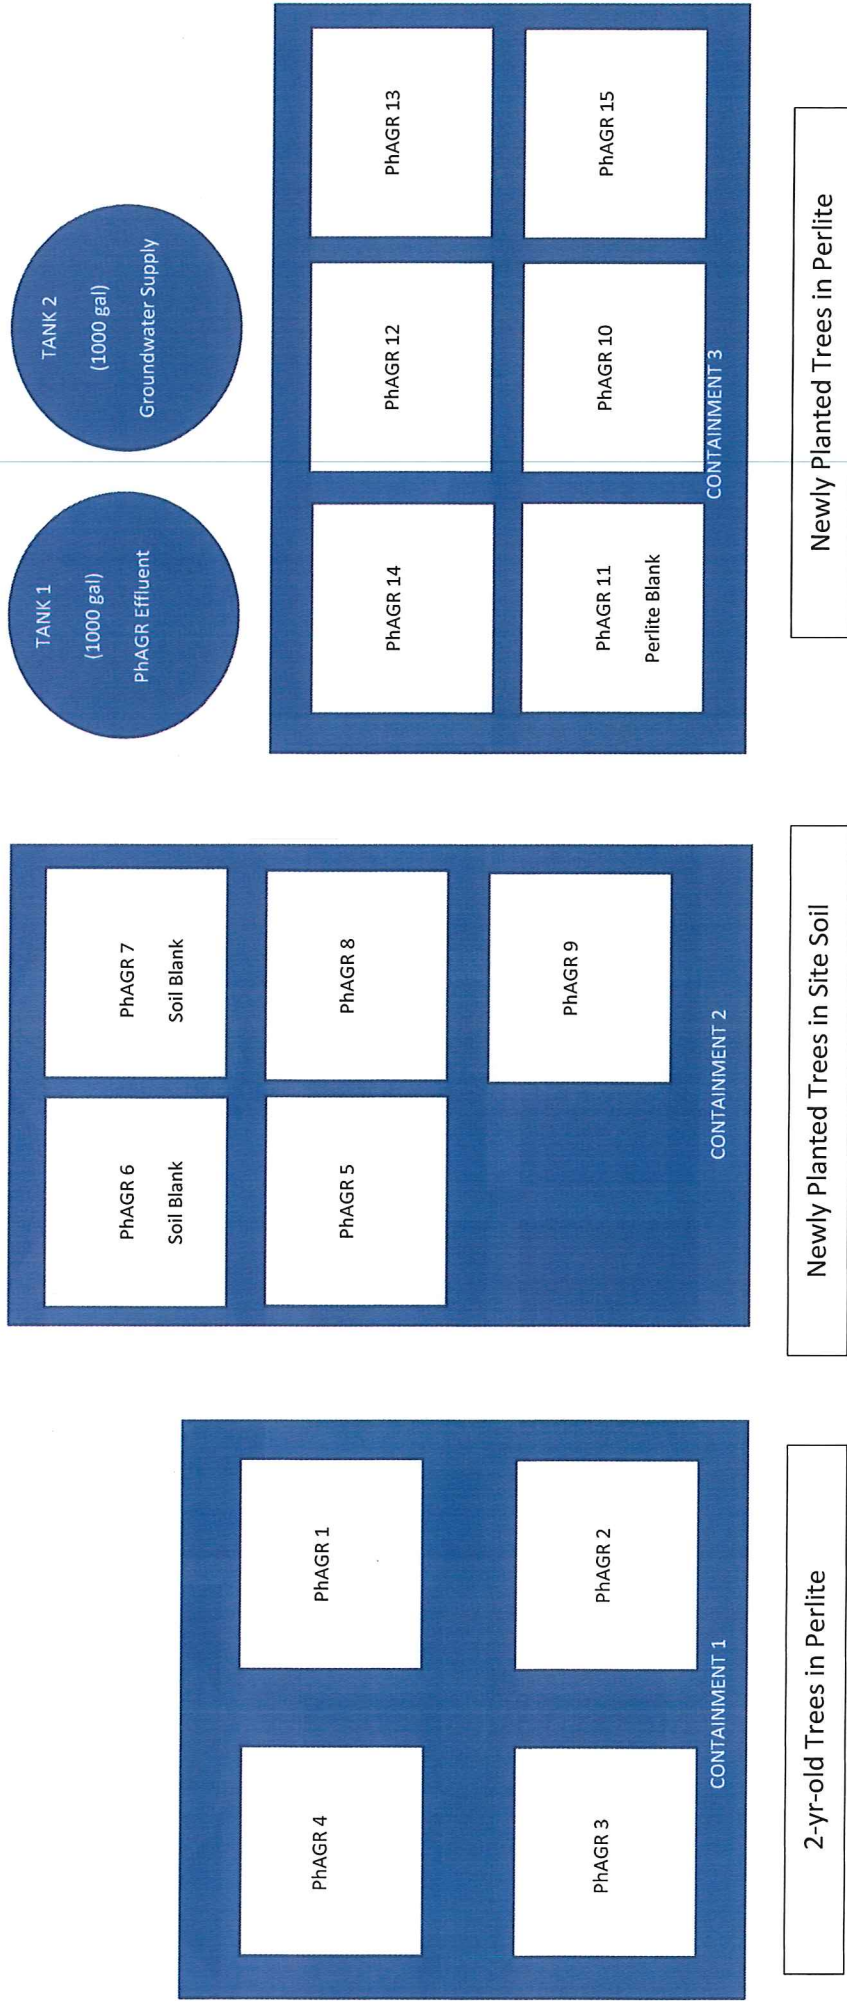 PhAGR 4
PhAGR 1
PhAGR 3
PhAGR 2
CONTAINMENT 1
2-yr-old Trees in Perlite
PhAGR 6
Soil Blank
PhAGR 7
Soil Blank
PhAGR 5
PhAGR 8
PhAGR 9
CONTAINMENT 2
Newly Planted Trees in Site Soil
TANK 1
(1000 gal)
PhAGR Effluent
TANK 2
(1000 gal)
Groundwater Supply
PhAGR 14
PhAGR 12
PhAGR 13
PhAGR 11
Perlite Blank
PhAGR 10
PhAGR 15
CONTAINMENT 3
Newly Planted Trees in Perlite